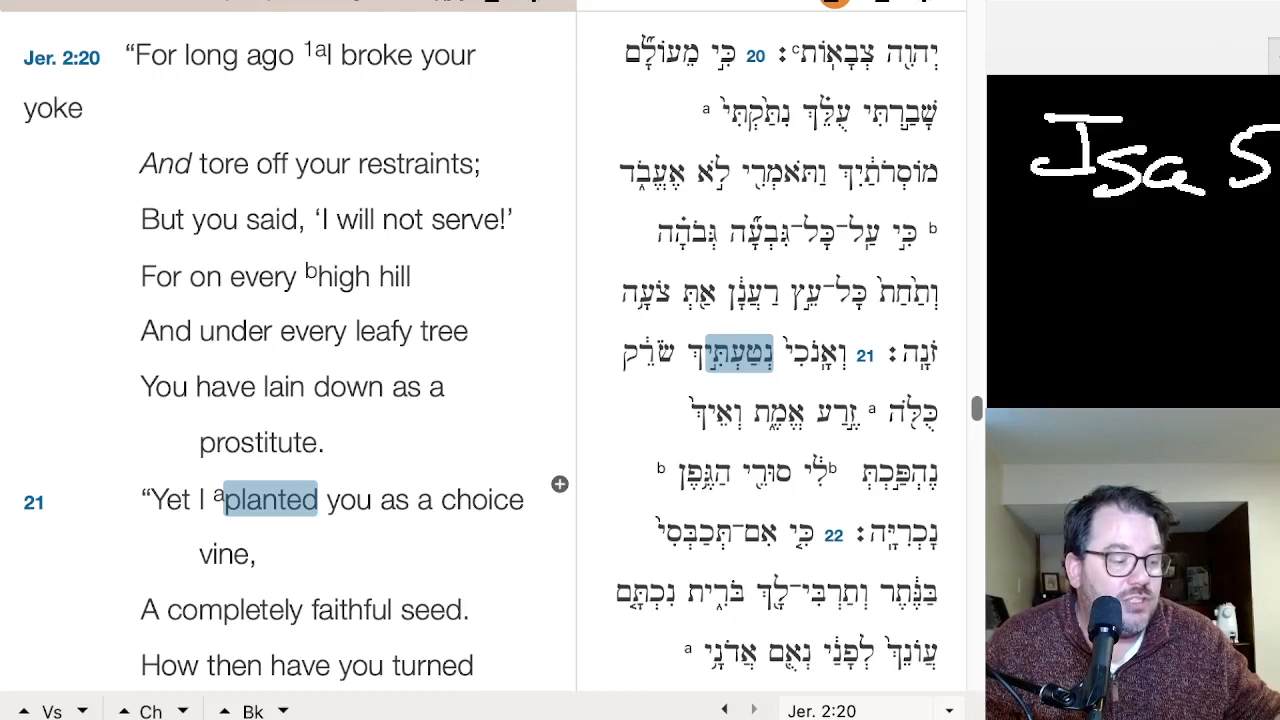 Jer. 2:20 “For long ago 1aI broke your
yoke
And tore off your restraints;
But you said, ‘I will not serve!’
For on every bhigh hill
And under every leafy tree
You have lain down as a
prostitute.
21 “Yet I aplanted you as a choice
vine,
A completely faithful seed.
How then have you turned
יְהוִ֖ה צְבָאֽוֹת׃c 20 כִּ֣י מֵעוֹלָ֞ם
שָׁבַ֣רְתִּי עֻלֵּ֗ךְ נִתַּ֙קְתִּי֙ a
מוֹסְרֹתַ֔יִךְ וַתֹּאמְרִ֖י לֹ֣א אֶעֱבֹ֑ד
b כִּ֣י עַֽל־כָּל־גִּבְעָ֞ה גְּבֹהָ֗ה
וְתַ֙חַת֙ כָּל־עֵ֣ץ רַעֲנָ֔ן אַ֖תְּ צֹעָ֥ה
זֹנָֽה׃ 21 וְאָֽנֹכִי֙ נְטַעְתִּ֣יךְ שֹׂרֵ֔ק
כֻּלֹּ֖ה a זֶ֣רַע אֱמֶ֑ת וְאֵיךְ֙
נֶהְפַּ֣כְתְּ b לִ֔י סוּרֵ֖י הַגֶּ֥פֶן b
נָכְרִיָּֽה׃ 22 כִּ֤י אִם־תְּכַבְּסִי֙
בַּנֶּ֔תֶר וְתַרְבִּי־לָ֖ךְ בֹּרִ֑ית נִכְתָּ֤ם
עֲוֺנֵךְ֙ לְפָנַ֔י נְאֻ֖ם אֲדֹנָ֥י a
Isa 5
Vs Ch Bk Jer. 2:20